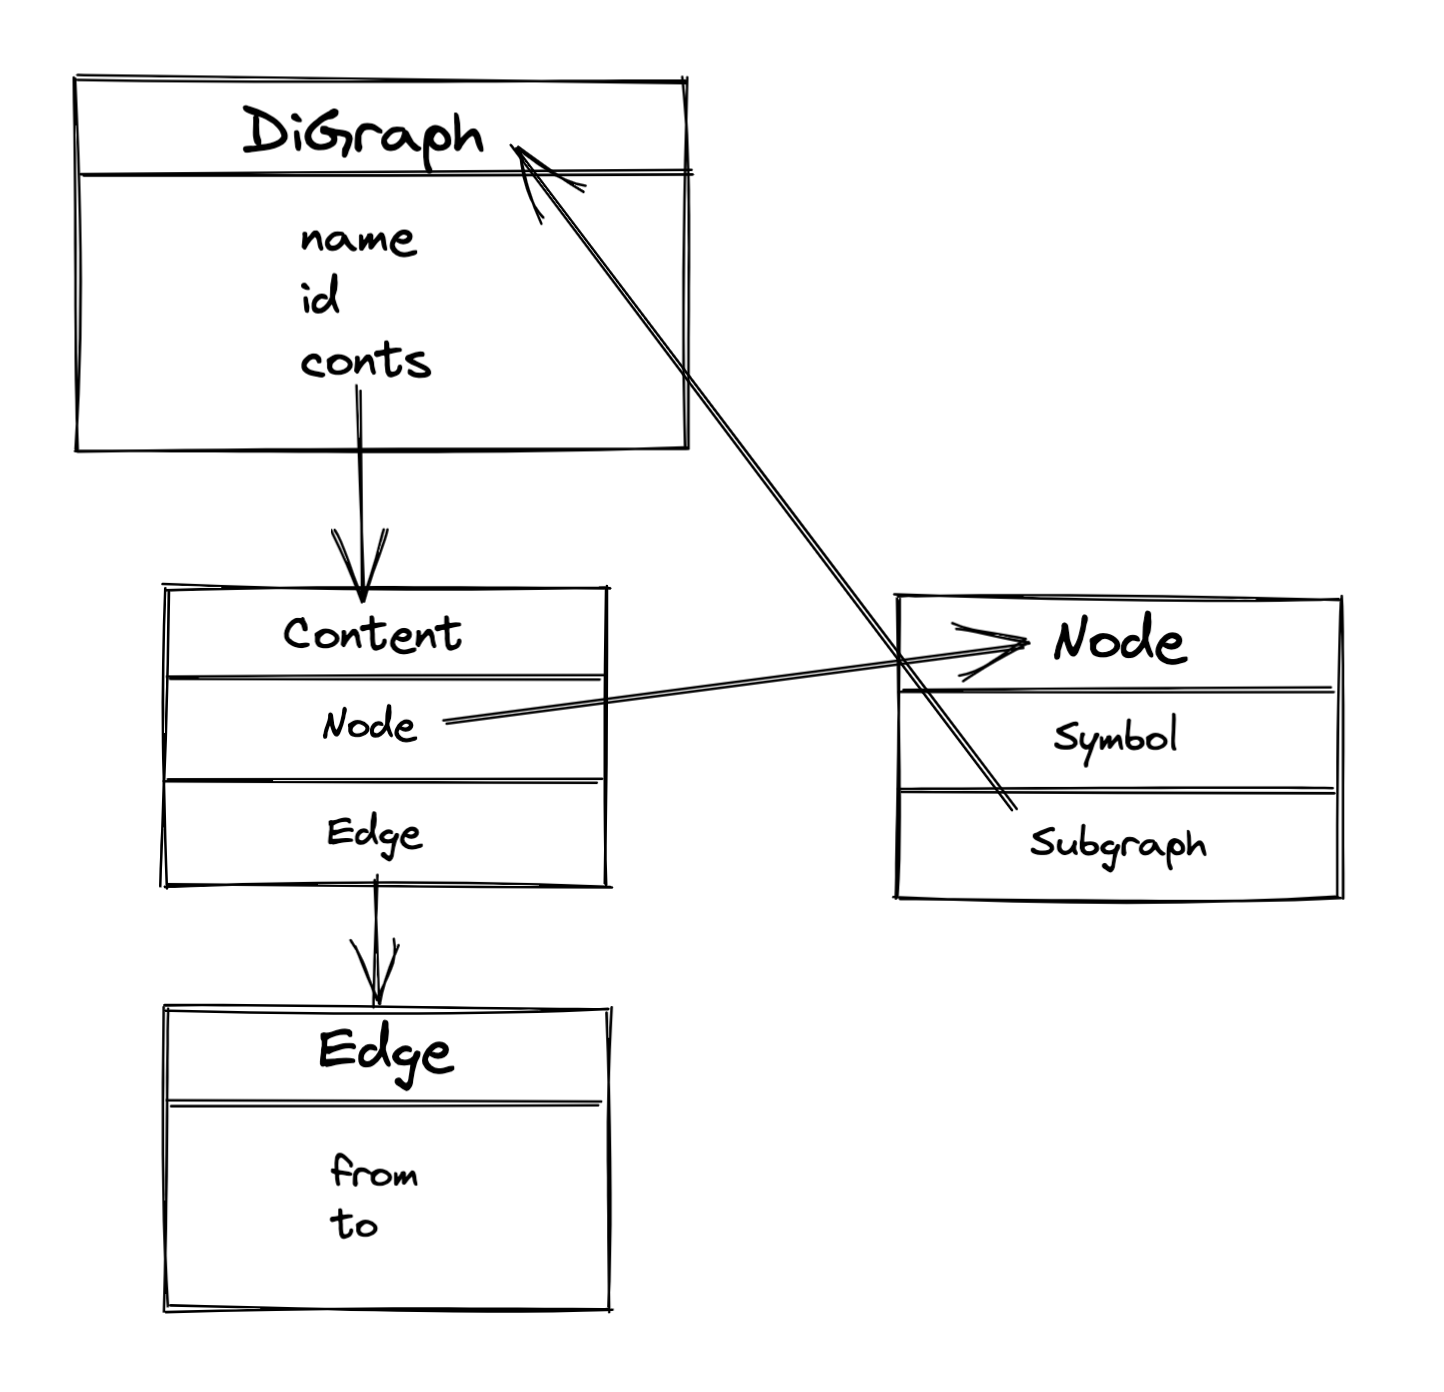 DiGraph
name
id
conts
Content
Node
Edge
Node
Symbol
Subgraph
Edge
from
to